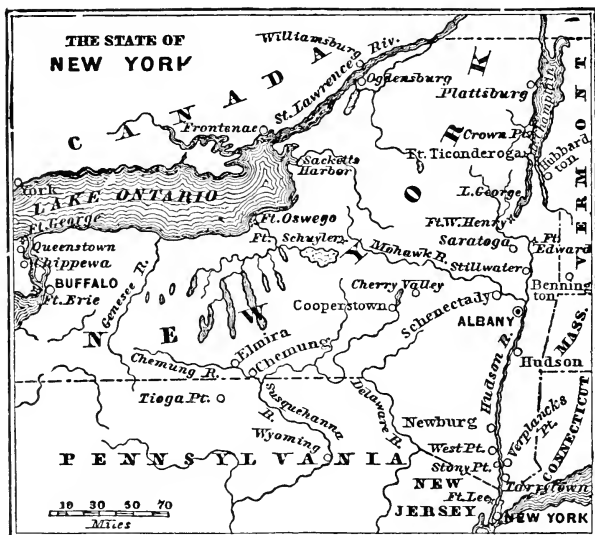 THE STATE OF
NEW YORK
CANADA
Williamsburg
St. Lawrence Riv.
Ogdensburg
Plattsburg
Champlain
VERMONT
Frontenac
Crown Pt.
Ft. Ticonderoga
Hubbard
ton
Sacketts
Harbor
York
LAKE ONTARIO
L. George
Ft. George
Ft. Oswego
Ft. W. Henry
Queenstown
Chippewa
Ft. Schuyler
Mohawk R.
Saratoga
Ft.
Edward
Stillwater
BUFFALO
Ft. Erie
Genesee R.
Cherry Valley
Bennington
Cooperstown
Schenectady
ALBANY
MASS.
NEW YORK
Elmira
Chemung
Chemung R.
Hudson R.
Hudson
Tioga Pt.
Susquehanna
R.
Delaware R.
CONNECTICUT
Newburg
Verplancks
Pt.
Wyoming
West Pt.
PENNSYLVANIA
Stony Pt.
Tarrytown
NEW
JERSEY
Ft. Lee
NEW YORK
10 30 50 70
Miles